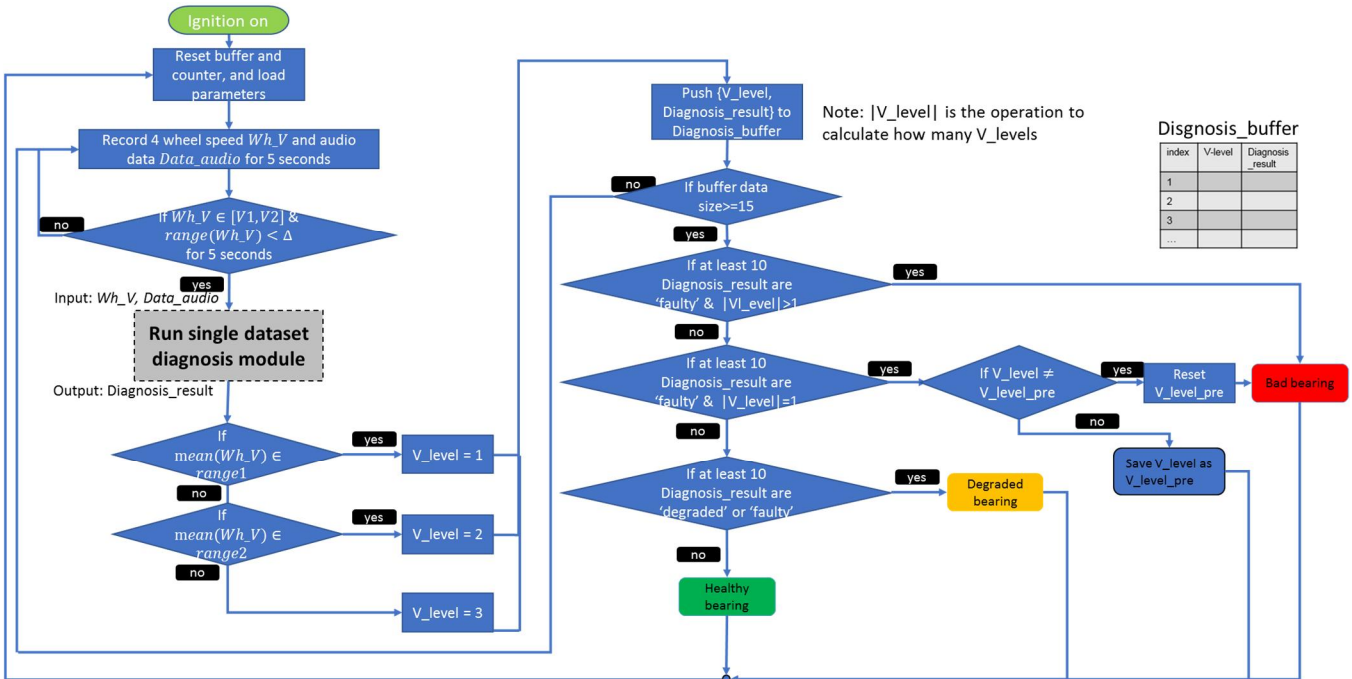 Ignition on
Reset buffer and
counter, and load
parameters
Record 4 wheel speed Wh_V and audio
data Data_audio for 5 seconds
no
If Wh_V ∈ [V1,V2] &
range(Wh_V) < Δ
for 5 seconds
yes
Input: Wh_V, Data_audio
Run single dataset
diagnosis module
Output: Diagnosis_result
If
mean(Wh_V) ∈
range1
yes
V_level = 1
no
If
mean(Wh_V) ∈
range2
yes
V_level = 2
no
V_level = 3
Push {V_level,
Diagnosis_result} to
Diagnosis_buffer
Note: |V_level| is the operation to
calculate how many V_levels
Disgnosis_buffer
index V-level Diagnosis
_result
1
2
3
...
no
If buffer data
size>=15
yes
If at least 10
Diagnosis_result are
'faulty' & |Vl_evel|>1
yes
no
If at least 10
Diagnosis_result are
'faulty' & |V_level|=1
yes
If V_level ≠
V_level_pre
yes
Reset
V_level_pre
Bad bearing
no
Save V_level as
V_level_pre
no
If at least 10
Diagnosis_result are
'degraded' or 'faulty'
yes
Degraded
bearing
no
Healthy
bearing